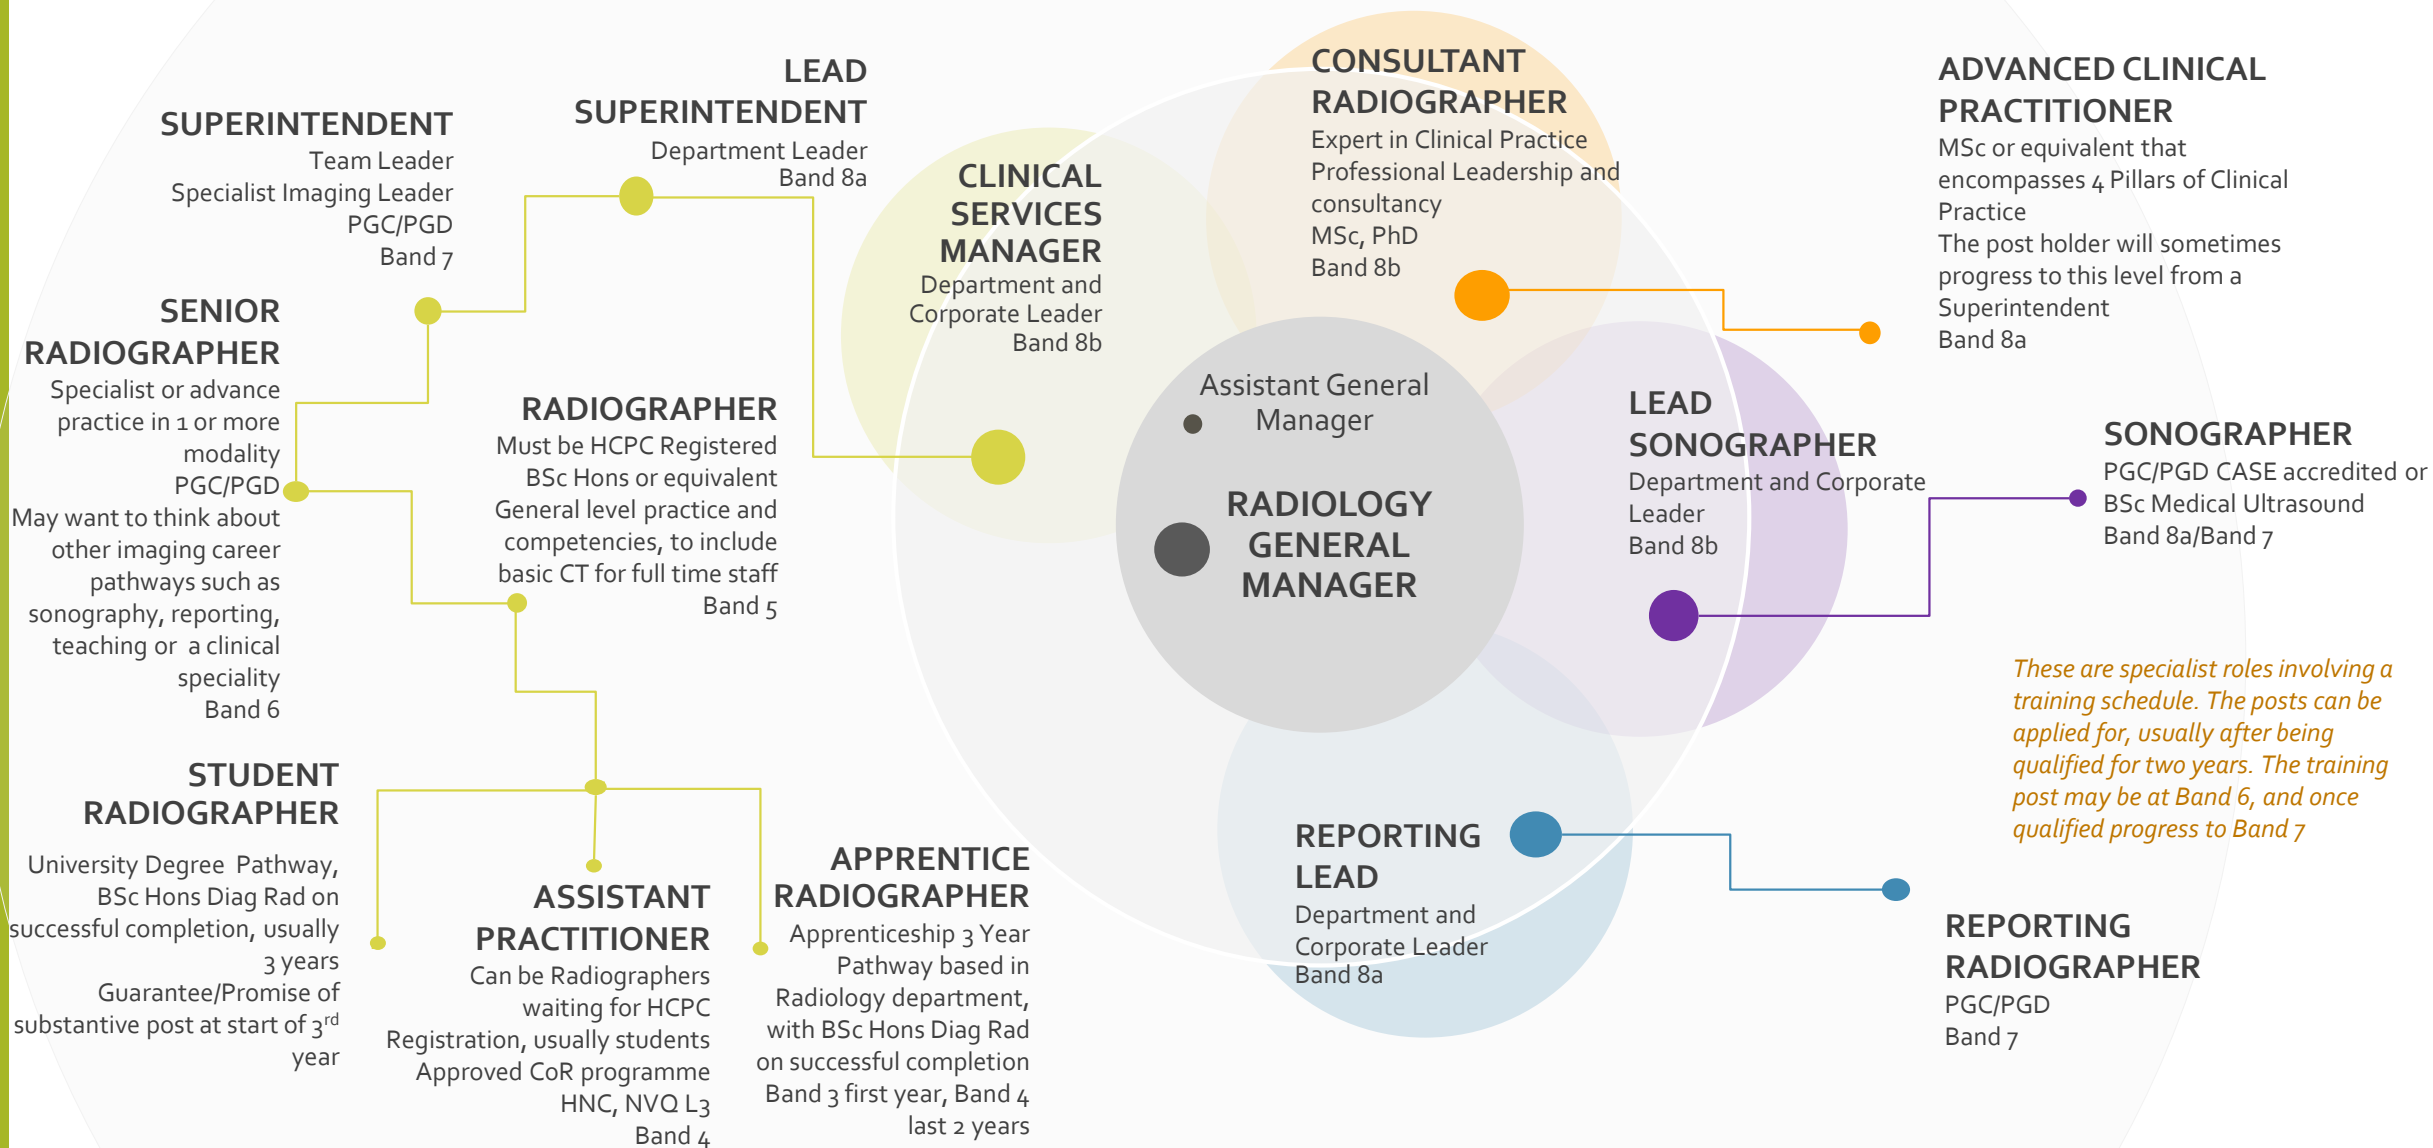 LEAD
SUPERINTENDENT
Department Leader
Band 8a
SUPERINTENDENT
Team Leader
Specialist Imaging Leader
PGC/PGD
Band 7
SENIOR
RADIOGRAPHER
Specialist or advance
practice in 1 or more
modality
PGC/PGD
May want to think about
other imaging career
pathways such as
sonography, reporting,
teaching or a clinical
speciality
Band 6
RADIOGRAPHER
Must be HCPC Registered
BSc Hons or equivalent
General level practice and
competencies, to include
basic CT for full time staff
Band 5
STUDENT
RADIOGRAPHER
University Degree Pathway,
BSc Hons Diag Rad on
successful completion, usually
3 years
Guarantee/Promise of
substantive post at start of 3rd
year
ASSISTANT
PRACTITIONER
Can be Radiographers
waiting for HCPC
Registration, usually students
Approved CoR programme
HNC, NVQ L3
Band 4
APPRENTICE
RADIOGRAPHER
Apprenticeship 3 Year
Pathway based in
Radiology department,
with BSc Hons Diag Rad
on successful completion
Band 3 first year, Band 4
last 2 years
CLINICAL
SERVICES
MANAGER
Department and
Corporate Leader
Band 8b
CONSULTANT
RADIOGRAPHER
Expert in Clinical Practice
Professional Leadership and
consultancy
MSc, PhD
Band 8b
Assistant General
Manager
RADIOLOGY
GENERAL
MANAGER
LEAD
SONOGRAPHER
Department and Corporate
Leader
Band 8b
REPORTING
LEAD
Department and
Corporate Leader
Band 8a
ADVANCED CLINICAL
PRACTITIONER
MSc or equivalent that
encompasses 4 Pillars of Clinical
Practice
The post holder will sometimes
progress to this level from a
Superintendent
Band 8a
SONOGRAPHER
PGC/PGD CASE accredited or
BSc Medical Ultrasound
Band 8a/Band 7
These are specialist roles involving a
training schedule. The posts can be
applied for, usually after being
qualified for two years. The training
post may be at Band 6, and once
qualified progress to Band 7
REPORTING
RADIOGRAPHER
PGC/PGD
Band 7